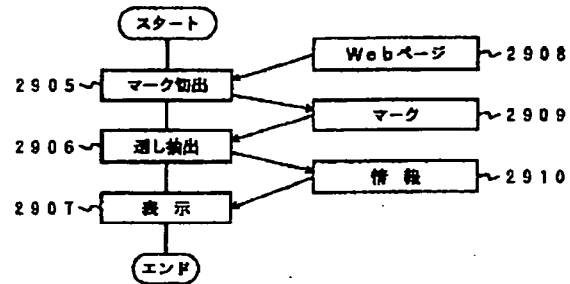 スタート
Webページ 2908
2905 マーク切出
マーク 2909
2906 透し抽出
情報 2910
2907 表示
エンド